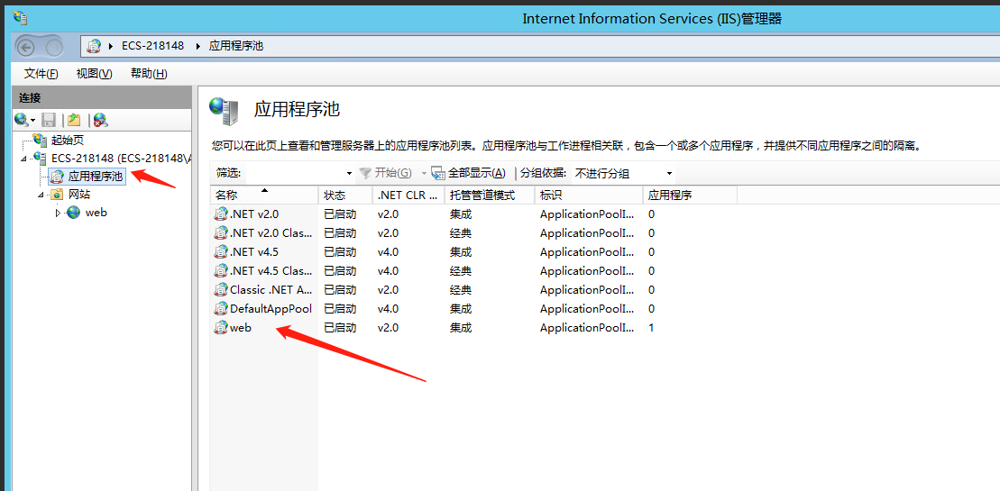 Internet Information Services (IIS)管理器
ECS-218148 应用程序池
文件(F) 视图(V) 帮助(H)
连接
起始页
ECS-218148 (ECS-218148\A
应用程序池
网站
web
应用程序池
您可以在此页上查看和管理服务器上的应用程序池列表。应用程序池与工作进程相关联，包含一个或多个应用程序，并提供不同应用程序之间的隔离。
筛选: 开始(G) 全部显示(A) 分组依据: 不进行分组
名称 状态 .NET CLR ... 托管管道模式 标识 应用程序
.NET v2.0 已启动 v2.0 集成 ApplicationPoolI... 0
.NET v2.0 Clas... 已启动 v2.0 经典 ApplicationPoolI... 0
.NET v4.5 已启动 v4.0 集成 ApplicationPoolI... 0
.NET v4.5 Clas... 已启动 v4.0 经典 ApplicationPoolI... 0
Classic .NET A... 已启动 v2.0 经典 ApplicationPoolI... 0
DefaultAppPool 已启动 v4.0 集成 ApplicationPoolI... 0
web 已启动 v2.0 集成 ApplicationPoolI... 1